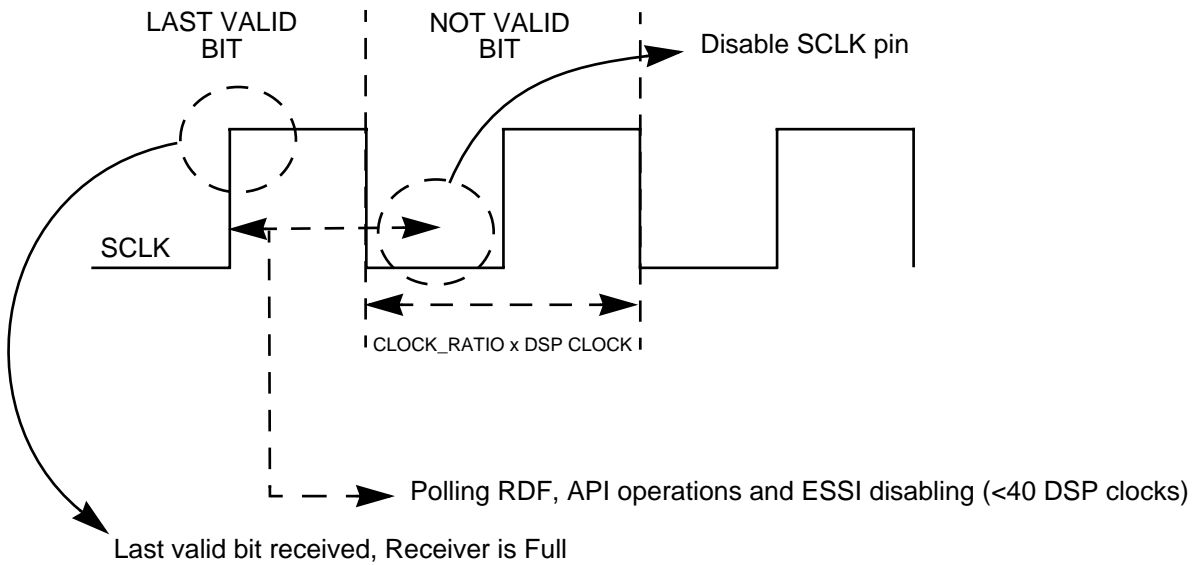 LAST VALID
BIT
NOT VALID
BIT
Disable SCLK pin
SCLK
CLOCK_RATIO x DSP CLOCK
Polling RDF, API operations and ESSI disabling (<40 DSP clocks)
Last valid bit received, Receiver is Full